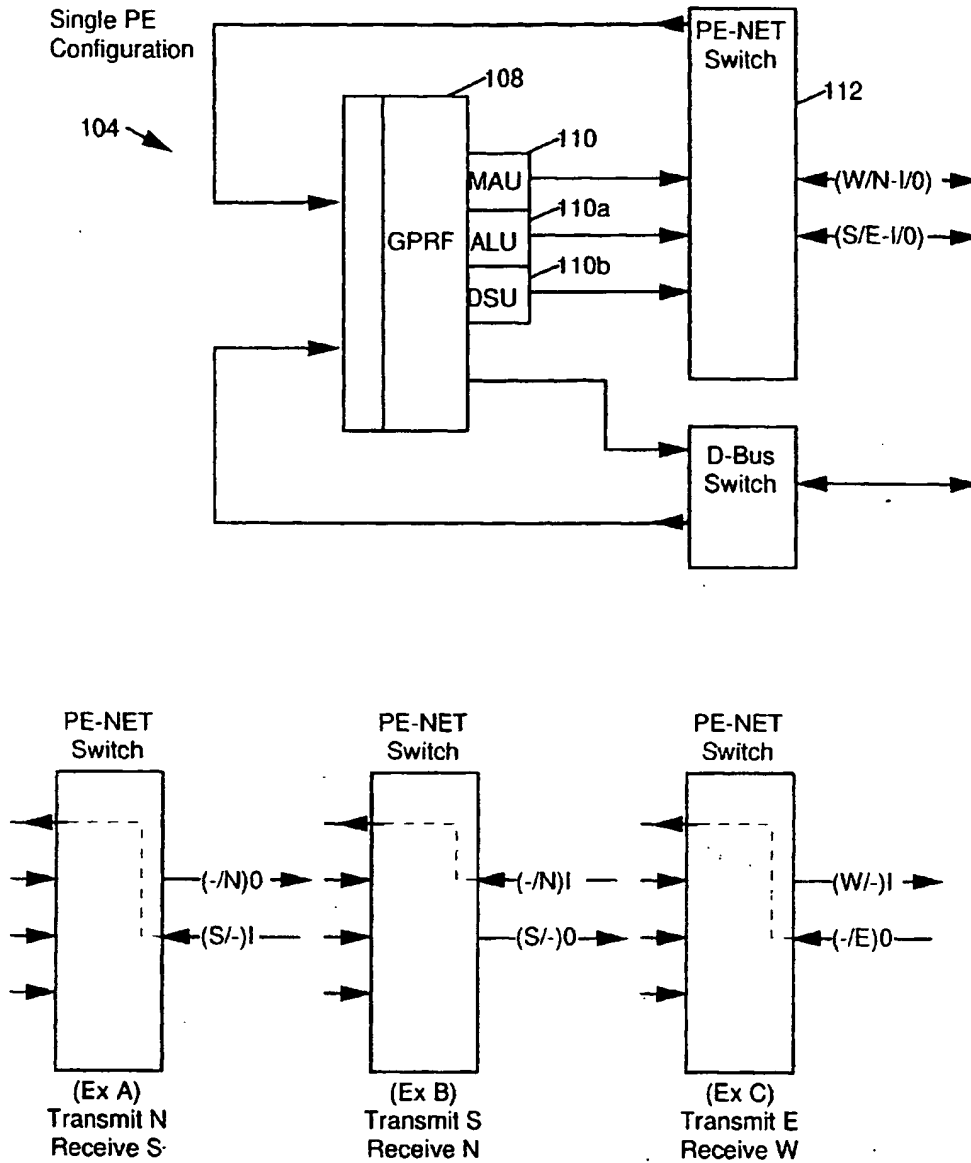 Single PE
Configuration
104
108
GPRF
MAU
ALU
DSU
110
110a
110b
PE-NET
Switch
112
(W/N-I/0)
(S/E-I/0)
D-Bus
Switch
PE-NET
Switch
(-/N)0
(S/-)I
(Ex A)
Transmit N
Receive S
PE-NET
Switch
(-/N)I
(S/-)0
(Ex B)
Transmit S
Receive N
PE-NET
Switch
(W/-)I
(-/E)0
(Ex C)
Transmit E
Receive W